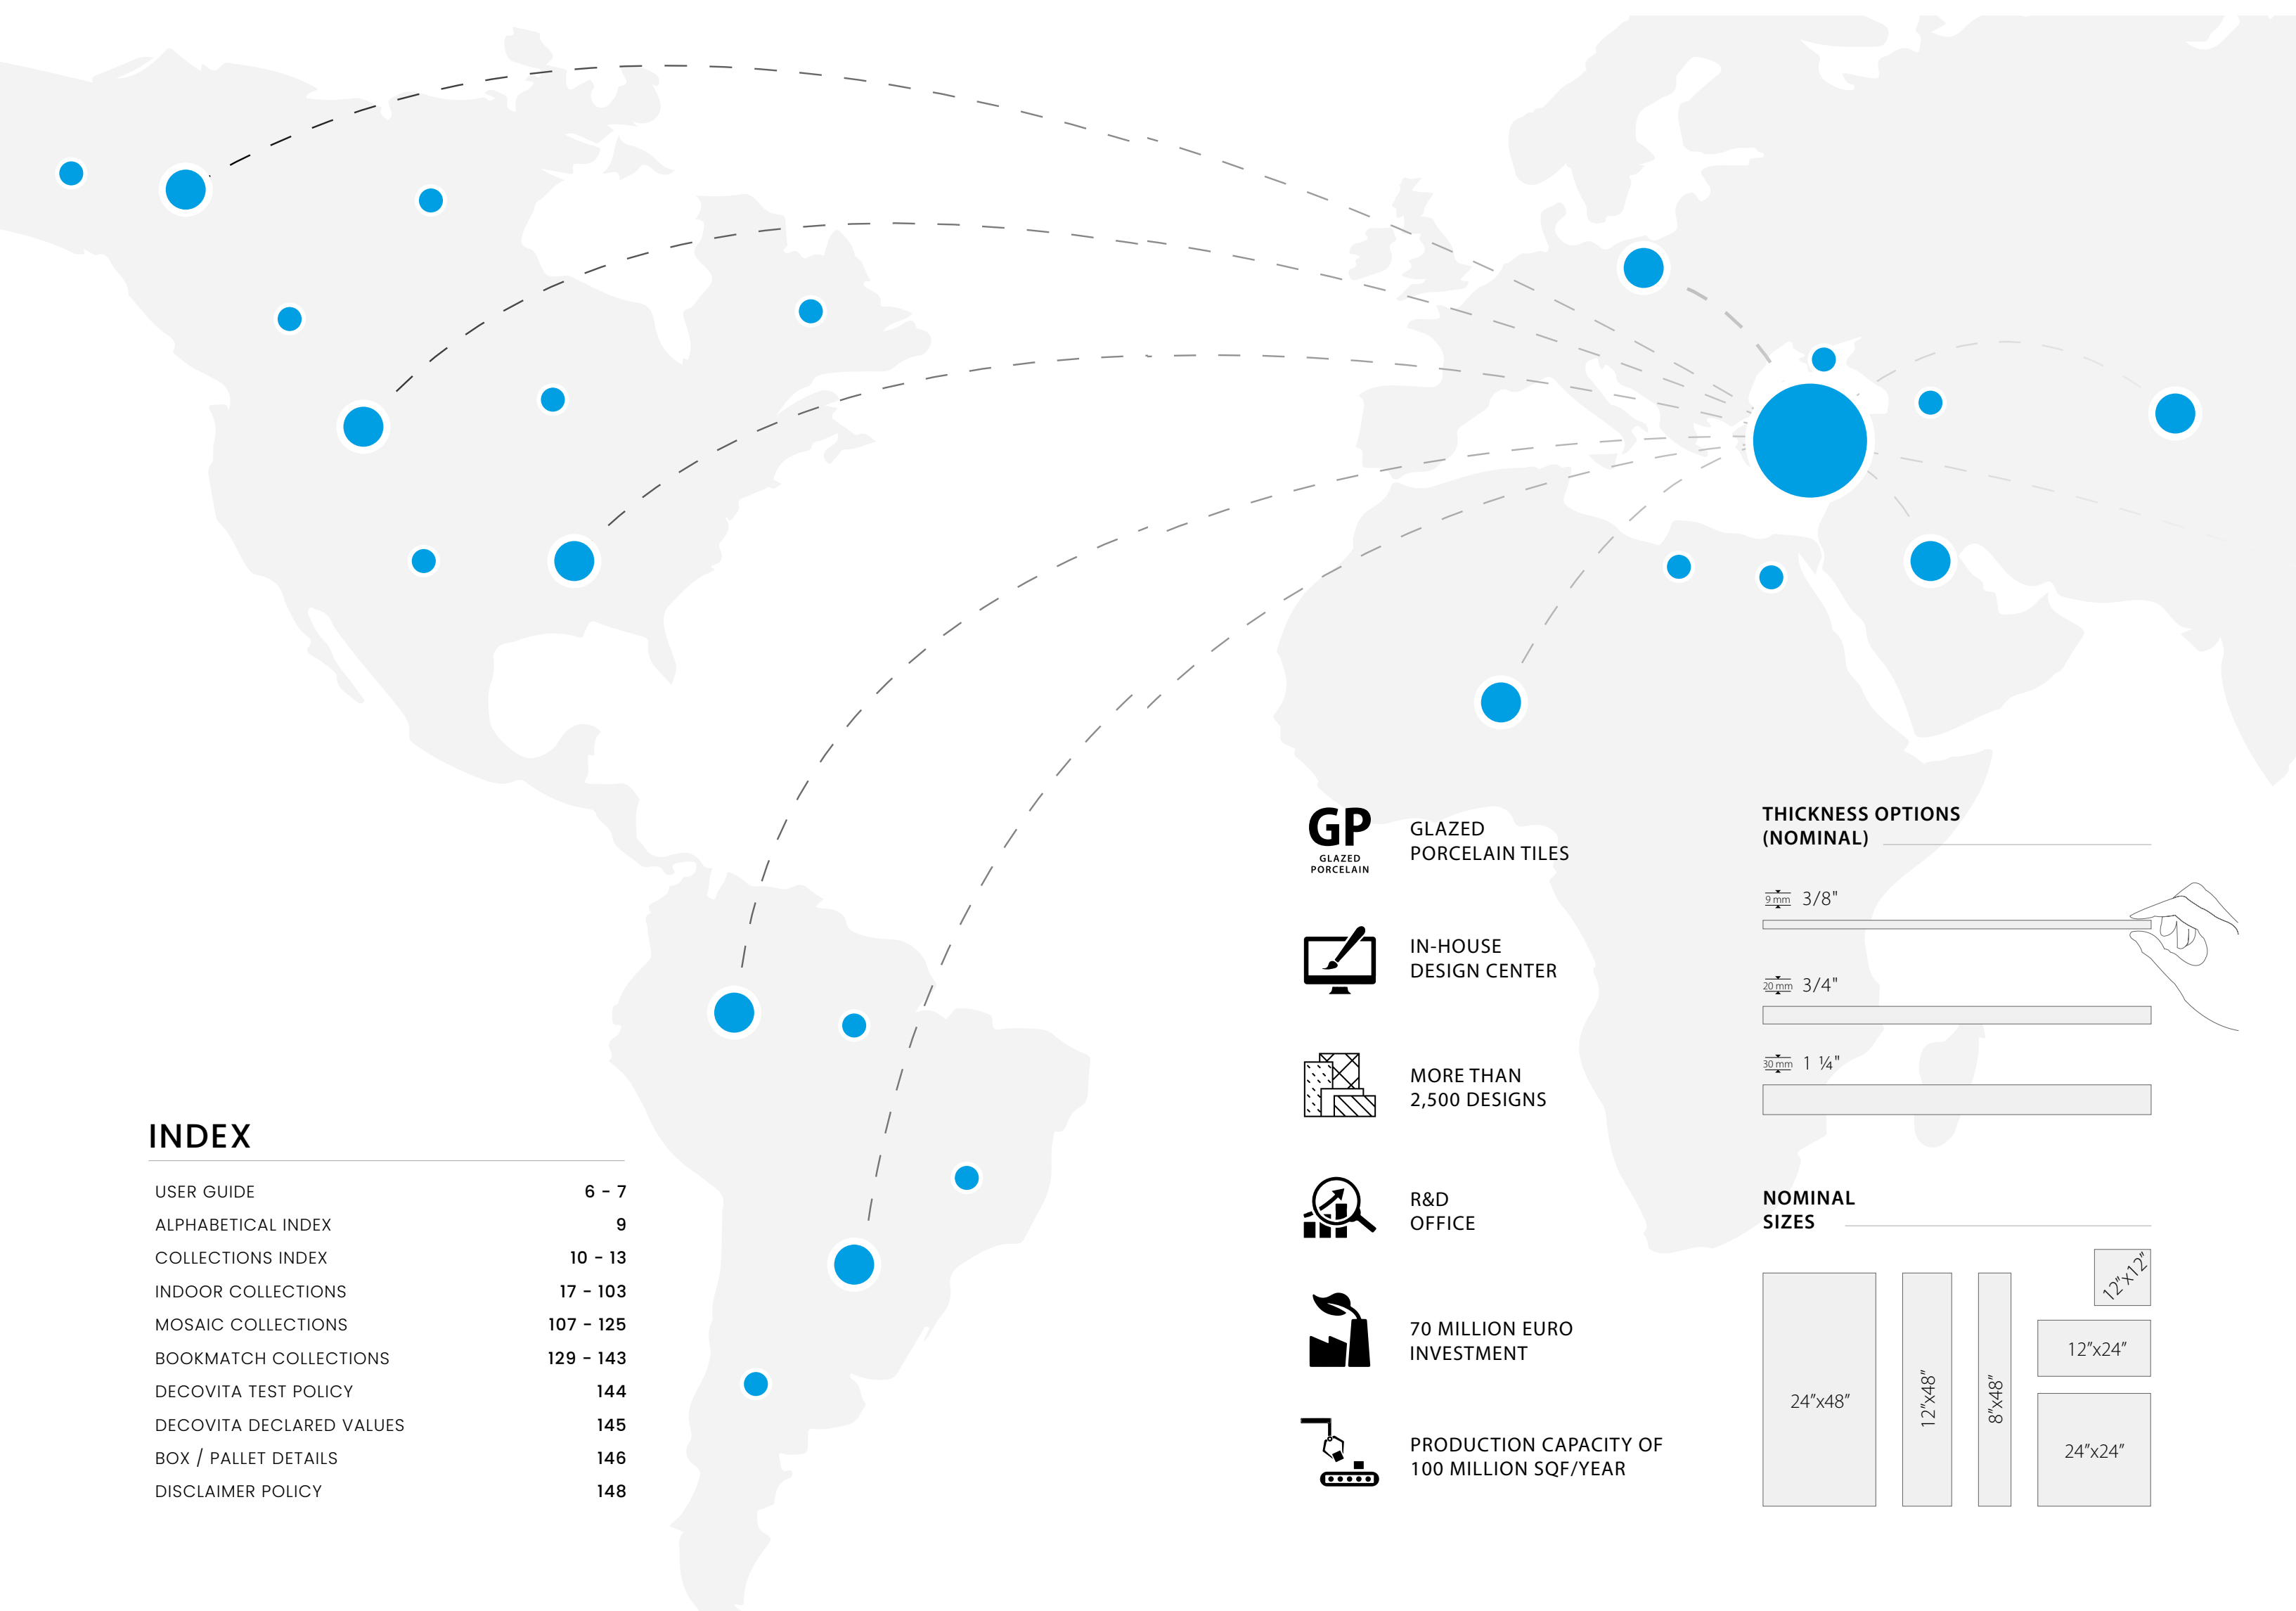 INDEX
USER GUIDE 6 - 7
ALPHABETICAL INDEX 9
COLLECTIONS INDEX 10 - 13
INDOOR COLLECTIONS 17 - 103
MOSAIC COLLECTIONS 107 - 125
BOOKMATCH COLLECTIONS 129 - 143
DECOVITA TEST POLICY 144
DECOVITA DECLARED VALUES 145
BOX / PALLET DETAILS 146
DISCLAIMER POLICY 148
GP
GLAZED
PORCELAIN
GLAZED
PORCELAIN TILES
IN-HOUSE
DESIGN CENTER
MORE THAN
2,500 DESIGNS
R&D
OFFICE
70 MILLION EURO
INVESTMENT
PRODUCTION CAPACITY OF
100 MILLION SQF/YEAR
THICKNESS OPTIONS
(NOMINAL)
9 mm 3/8"
20 mm 3/4"
30 mm 1 ¼"
NOMINAL
SIZES
24”x48”
12”x48”
8”x48”
12”x12”
12”x24”
24”x24”